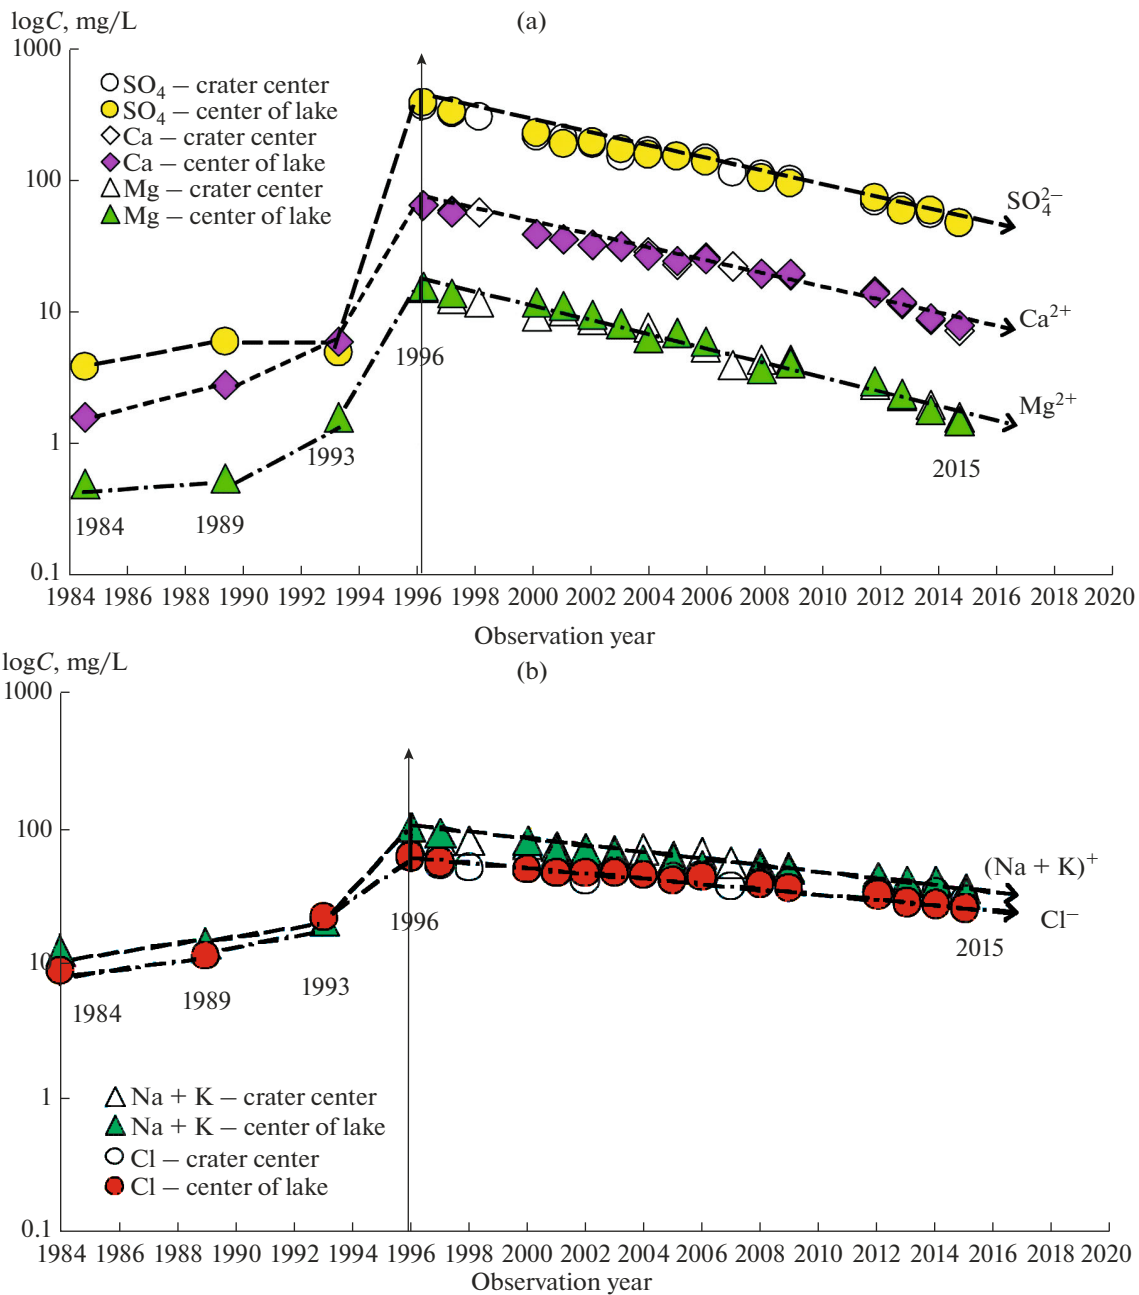 logC, mg/L
(a)
1000
100
10
1
0.1
SO₄ – crater center
SO₄ – center of lake
Ca – crater center
Ca – center of lake
Mg – crater center
Mg – center of lake
SO₄²⁻
Ca²⁺
Mg²⁺
1996
1993
2015
1984
1989
1984 1986 1988 1990 1992 1994 1996 1998 2000 2002 2004 2006 2008 2010 2012 2014 2016 2018 2020
Observation year
logC, mg/L
(b)
1000
100
10
1
0.1
(Na + K)⁺
Cl⁻
1996
2015
1993
1989
1984
Na + K – crater center
Na + K – center of lake
Cl – crater center
Cl – center of lake
1984 1986 1988 1990 1992 1994 1996 1998 2000 2002 2004 2006 2008 2010 2012 2014 2016 2018 2020
Observation year